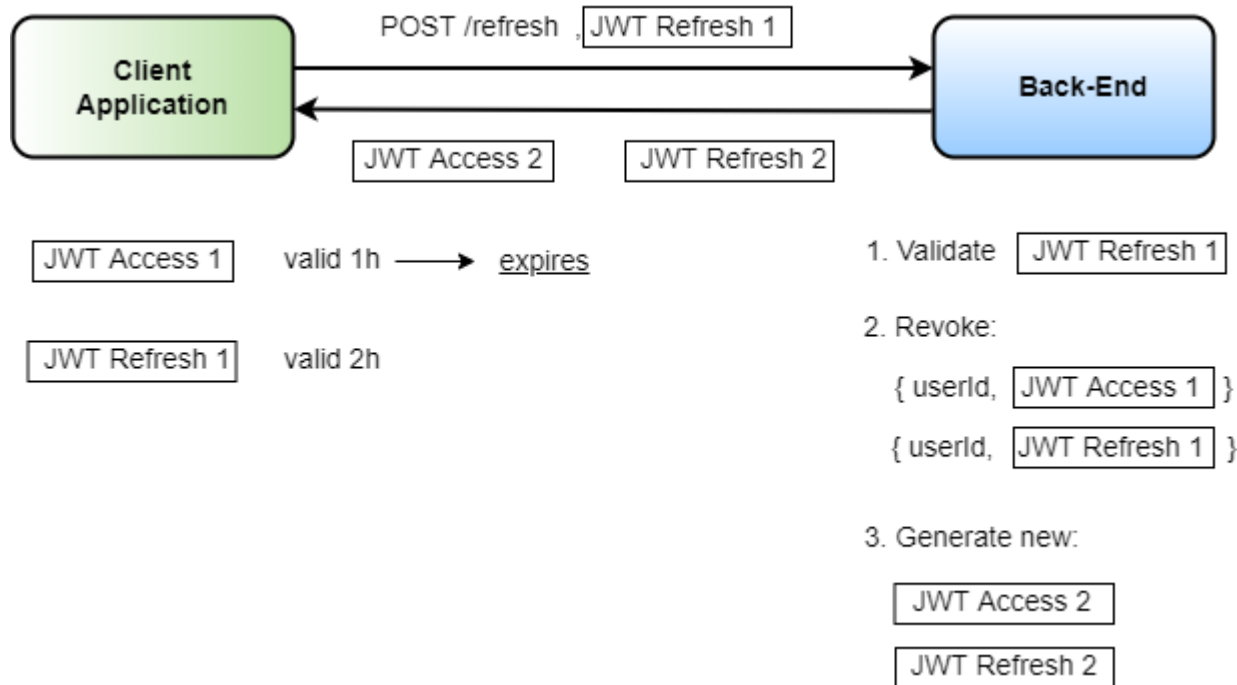 POST /refresh , JWT Refresh 1
Client
Application
Back-End
JWT Access 2 JWT Refresh 2
JWT Access 1 valid 1h expires
JWT Refresh 1 valid 2h
1. Validate JWT Refresh 1
2. Revoke:
{ userId, JWT Access 1 }
{ userId, JWT Refresh 1 }
3. Generate new:
JWT Access 2
JWT Refresh 2